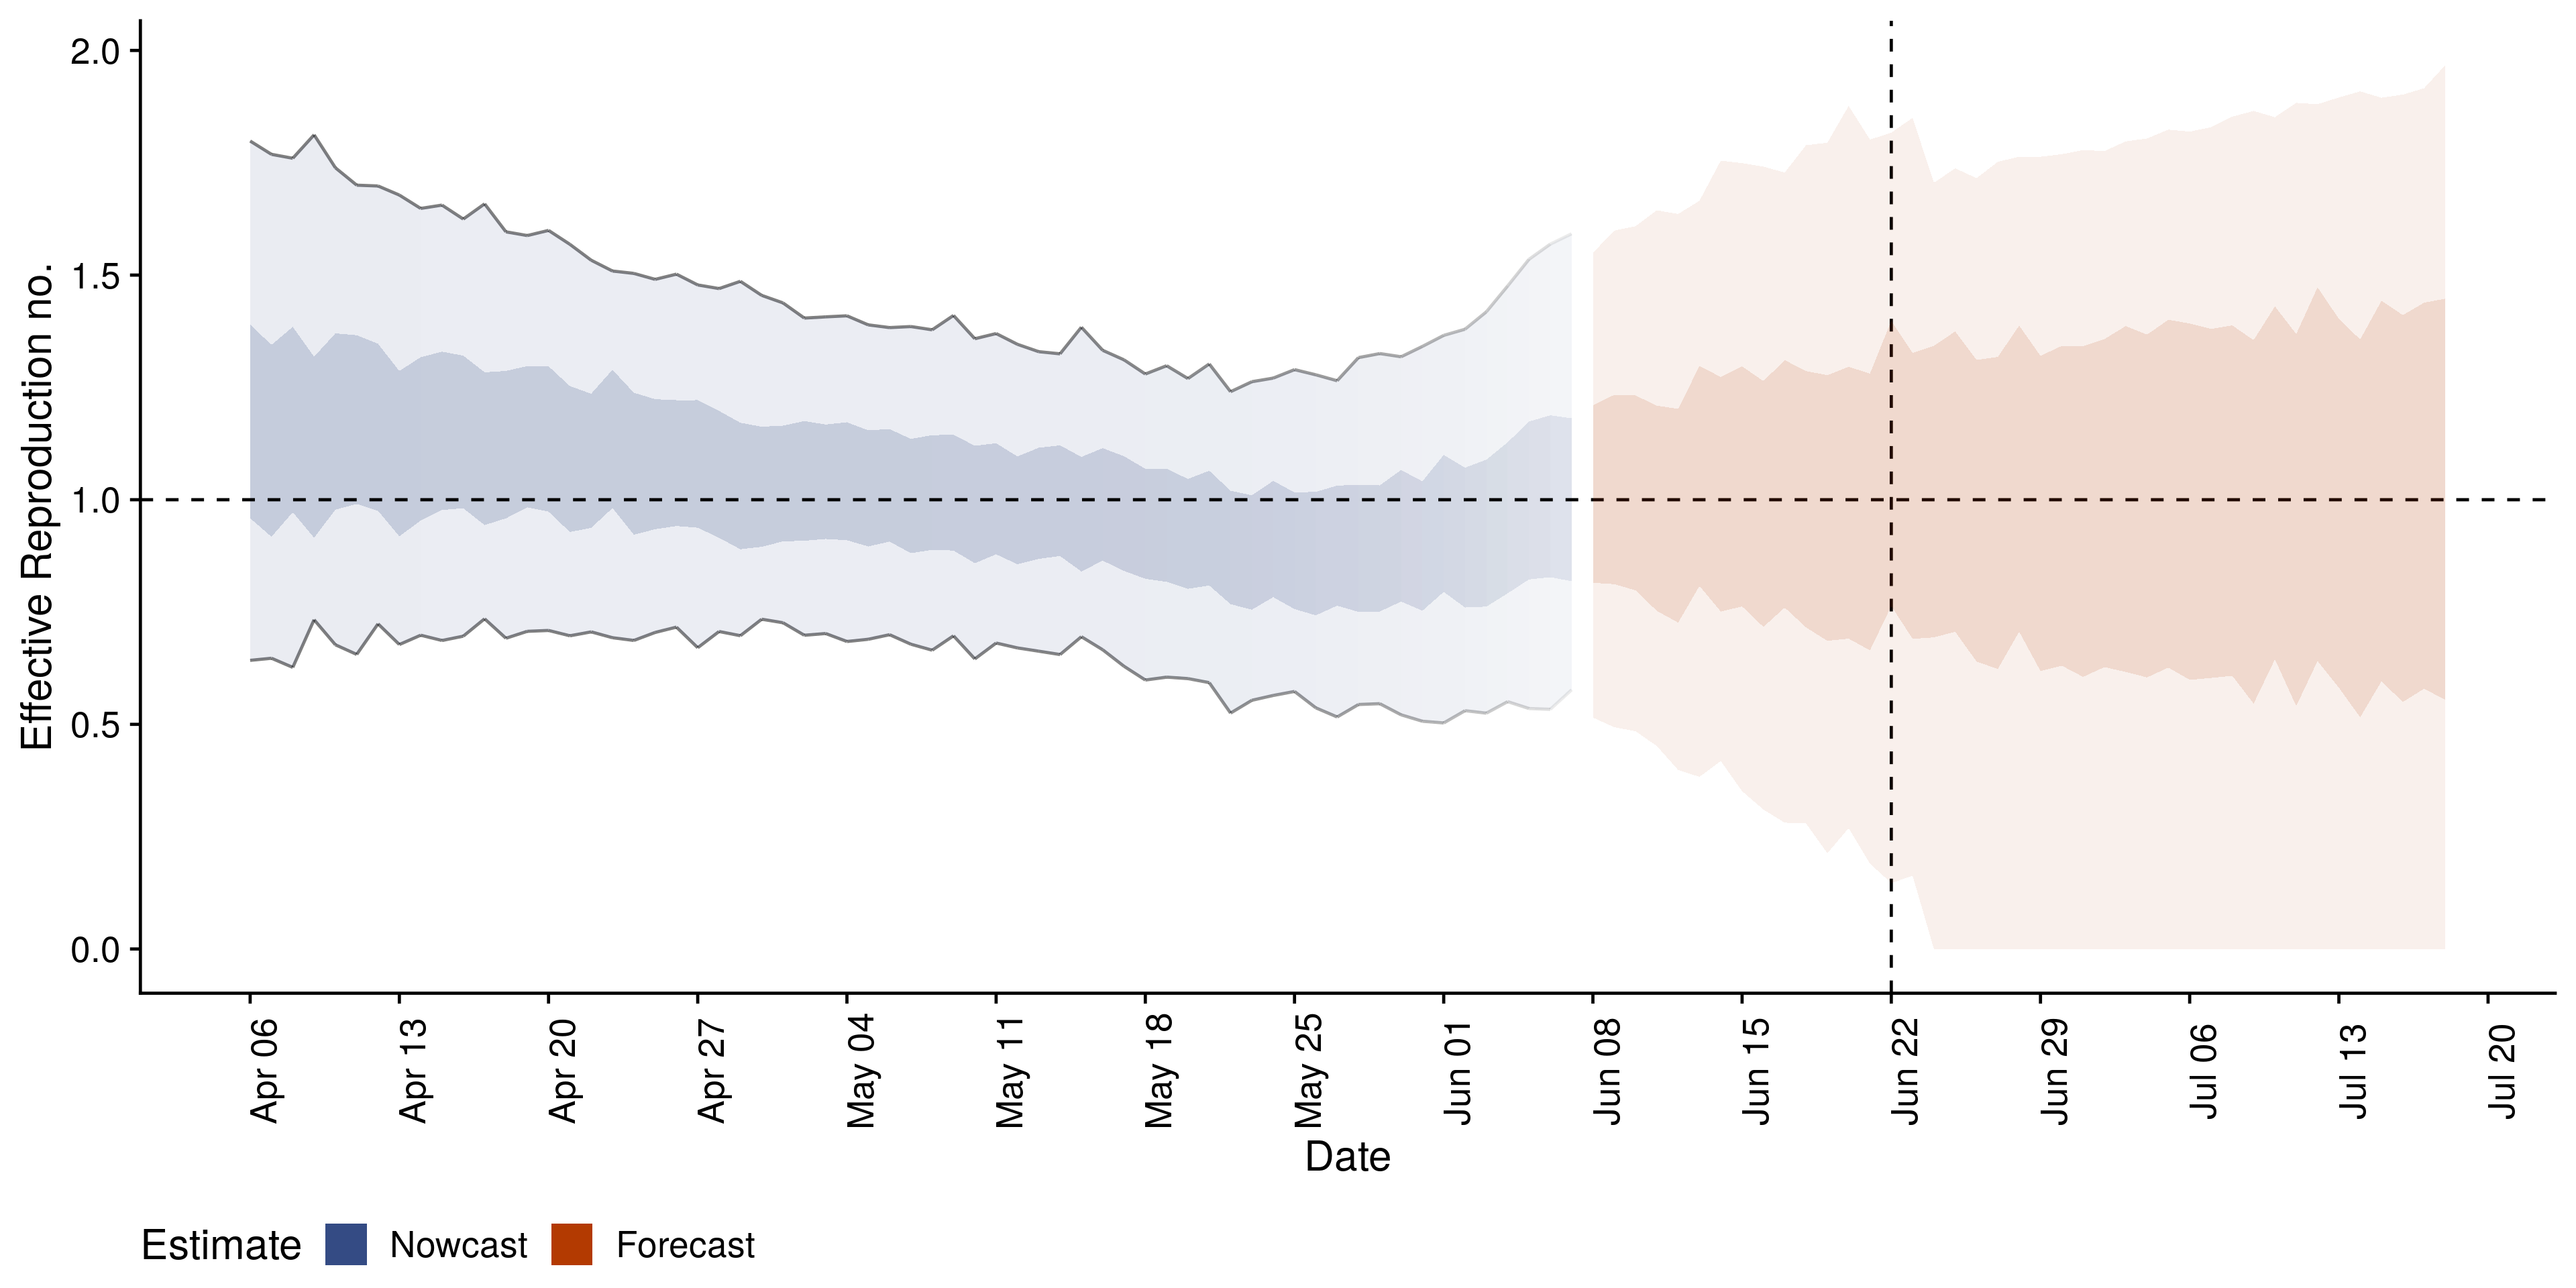 Effective Reproduction no.
2.0
1.5
1.0
0.5
0.0
Apr 06
Apr 13
Apr 20
Apr 27
May 04
May 11
May 18
May 25
Jun 01
Jun 08
Jun 15
Jun 22
Jun 29
Jul 06
Jul 13
Jul 20
Date
Estimate Nowcast Forecast